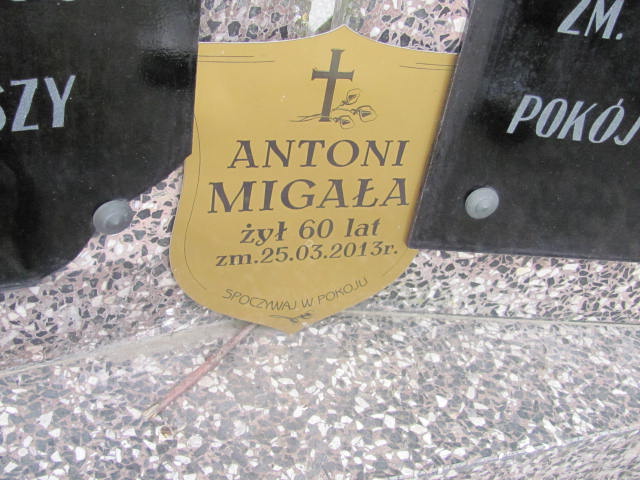 SZY
ANTONI
MIGAŁA
żył 60 lat
zm.25.03.2013r.
SPOCZYWAJ W POKOJU
ZM.
POKÓJ